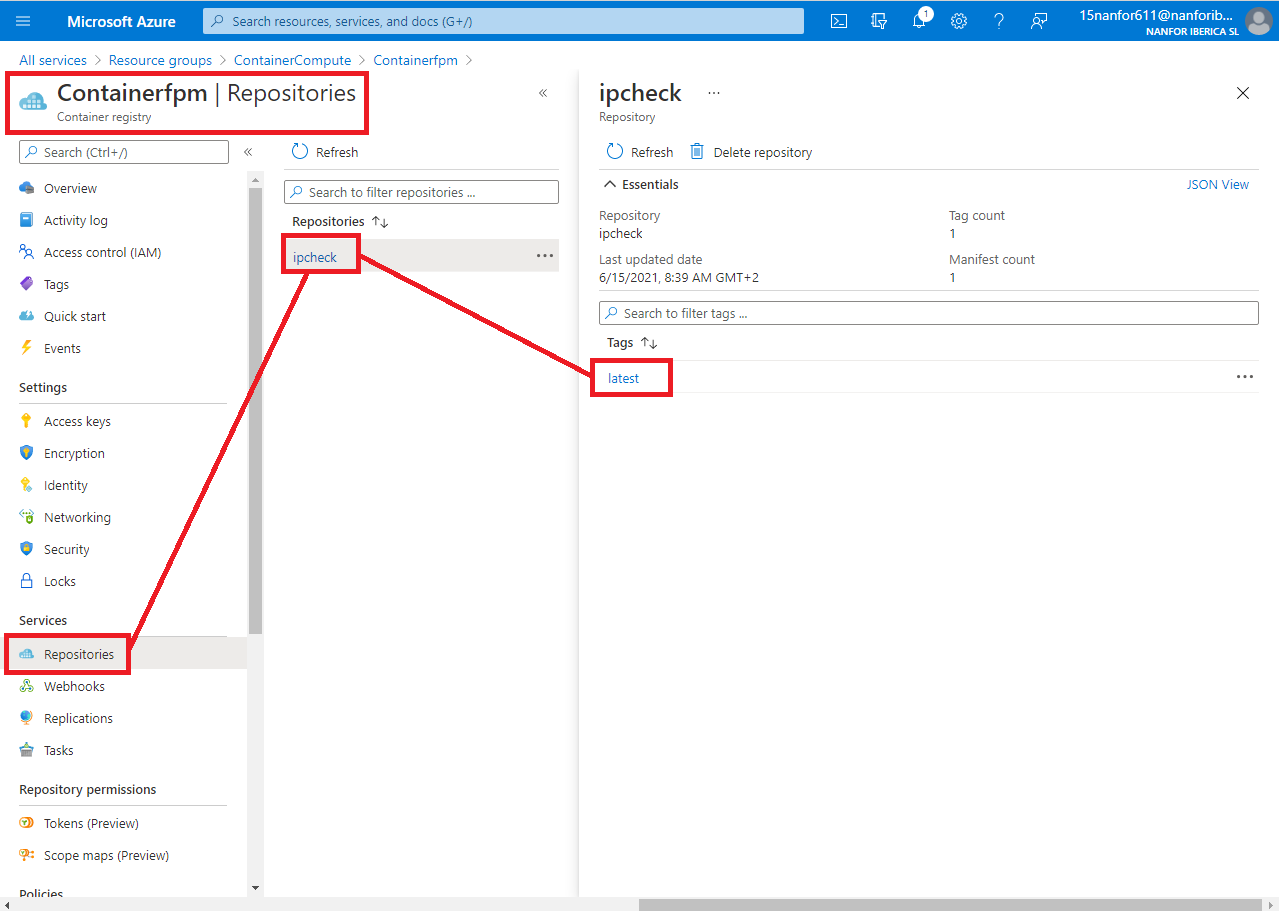 Microsoft Azure
Search resources, services, and docs (G+/)
1
15nanfor611@nanforib...
NANFOR IBERICA SL
All services > Resource groups > ContainerCompute > Containerfpm >
Containerfpm | Repositories
Container registry
«
Search (Ctrl+/)
«
Overview
Activity log
Access control (IAM)
Tags
Quick start
Events
Settings
Access keys
Encryption
Identity
Networking
Security
Locks
Services
Repositories
Webhooks
Replications
Tasks
Repository permissions
Tokens (Preview)
Scope maps (Preview)
Policies
Refresh
Search to filter repositories ...
Repositories ↑↓
ipcheck ...
ipcheck ...
Repository
Refresh Delete repository
Essentials JSON View
Repository Tag count
ipcheck 1
Last updated date Manifest count
6/15/2021, 8:39 AM GMT+2 1
Search to filter tags ...
Tags ↑↓
latest ...